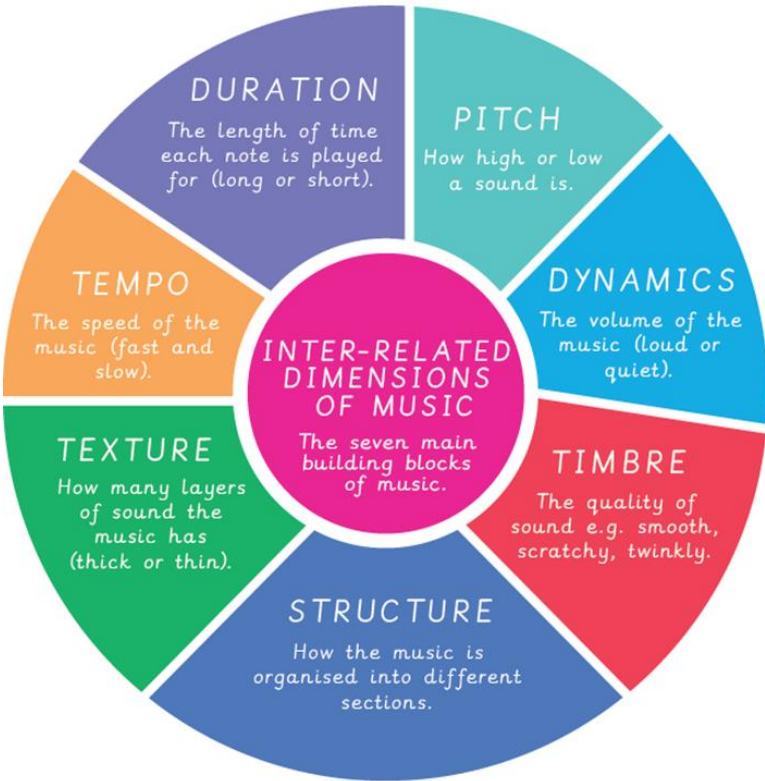 INTER-RELATED
DIMENSIONS
OF MUSIC
The seven main
building blocks
of music.
PITCH
How high or low
a sound is.
DYNAMICS
The volume of the
music (loud or
quiet).
TIMBRE
The quality of
sound e.g. smooth,
scratchy, twinkly.
STRUCTURE
How the music is
organised into different
sections.
TEXTURE
How many layers
of sound the
music has
(thick or thin).
TEMPO
The speed of the
music (fast and
slow).
DURATION
The length of time
each note is played
for (long or short).